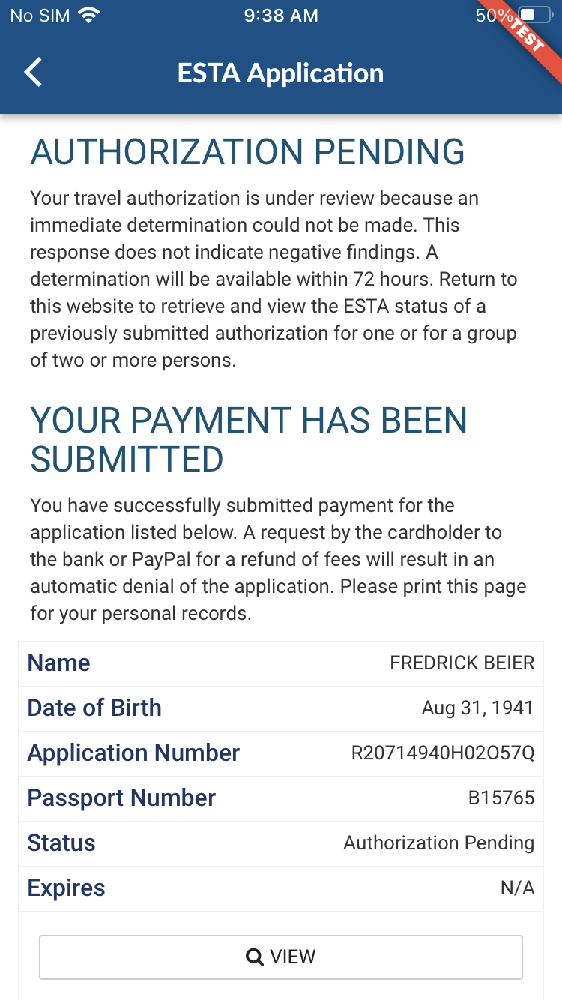 No SIM 9:38 AM 50%
TEST
ESTA Application
AUTHORIZATION PENDING
Your travel authorization is under review because an
immediate determination could not be made. This
response does not indicate negative findings. A
determination will be available within 72 hours. Return to
this website to retrieve and view the ESTA status of a
previously submitted authorization for one or for a group
of two or more persons.
YOUR PAYMENT HAS BEEN
SUBMITTED
You have successfully submitted payment for the
application listed below. A request by the cardholder to
the bank or PayPal for a refund of fees will result in an
automatic denial of the application. Please print this page
for your personal records.
Name FREDRICK BEIER
Date of Birth Aug 31, 1941
Application Number R20714940H02O57Q
Passport Number B15765
Status Authorization Pending
Expires N/A
VIEW